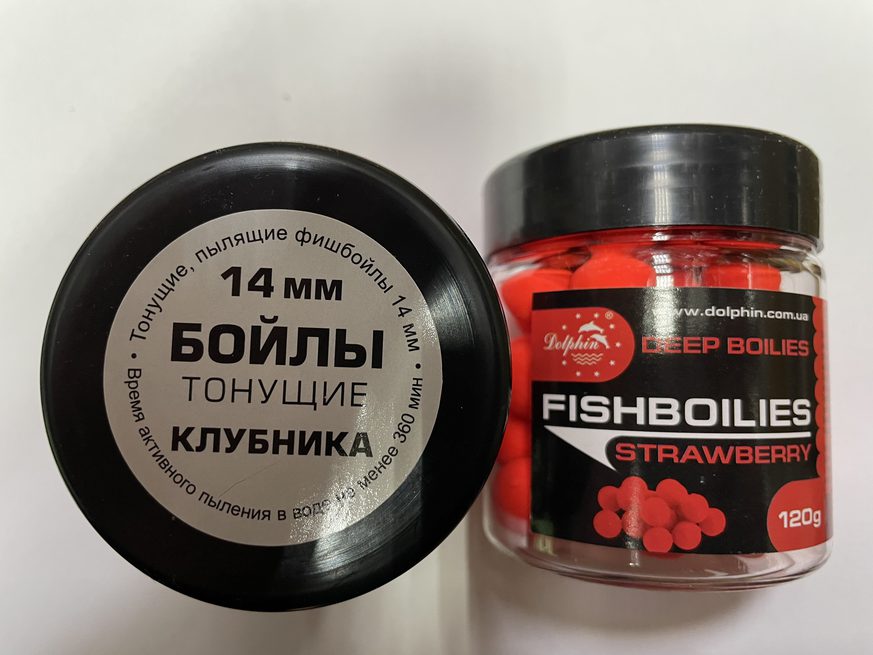 Тонущие, пылящие фишбойлы 14 мм •
14 мм
БОЙЛЫ
ТОНУЩИЕ
КЛУБНИКА
Время активного пыления в воде не менее 360 мин •
www.dolphin.com.ua
Dolphin ®
DEEP BOILIES
FISHBOILIES
STRAWBERRY
120g